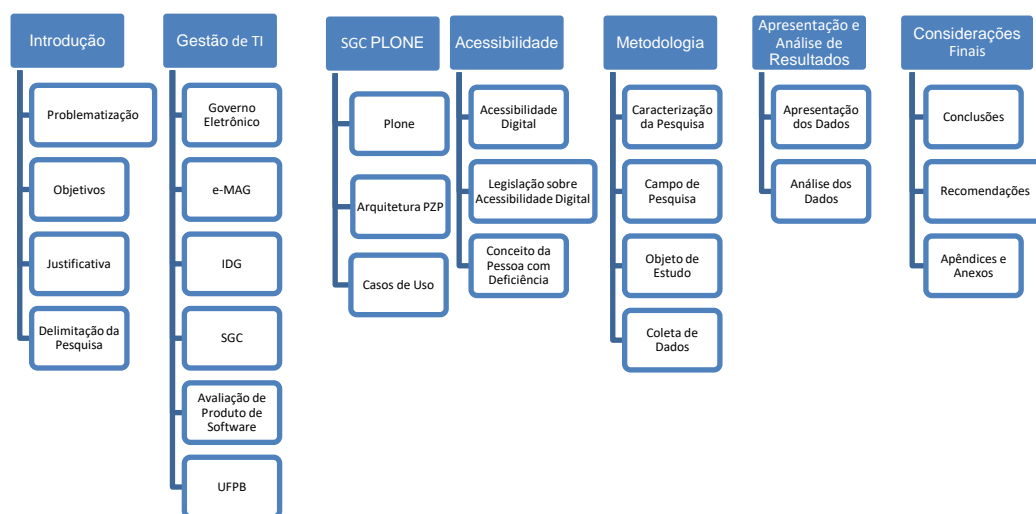 Introdução
Problematização
Objetivos
Justificativa
Delimitação da
Pesquisa
Gestão de TI
Governo
Eletrônico
e-MAG
IDG
SGC
Avaliação de
Produto de
Software
UFPB
SGC PLONE
Plone
Arquitetura PZP
Casos de Uso
Acessibilidade
Acessibilidade
Digital
Legislação sobre
Acessibilidade Digital
Conceito da
Pessoa com
Deficiência
Metodologia
Caracterização
da Pesquisa
Campo de
Pesquisa
Objeto de
Estudo
Coleta de
Dados
Apresentação e
Análise de
Resultados
Apresentação
dos Dados
Análise dos
Dados
Considerações
Finais
Conclusões
Recomendações
Apêndices e
Anexos